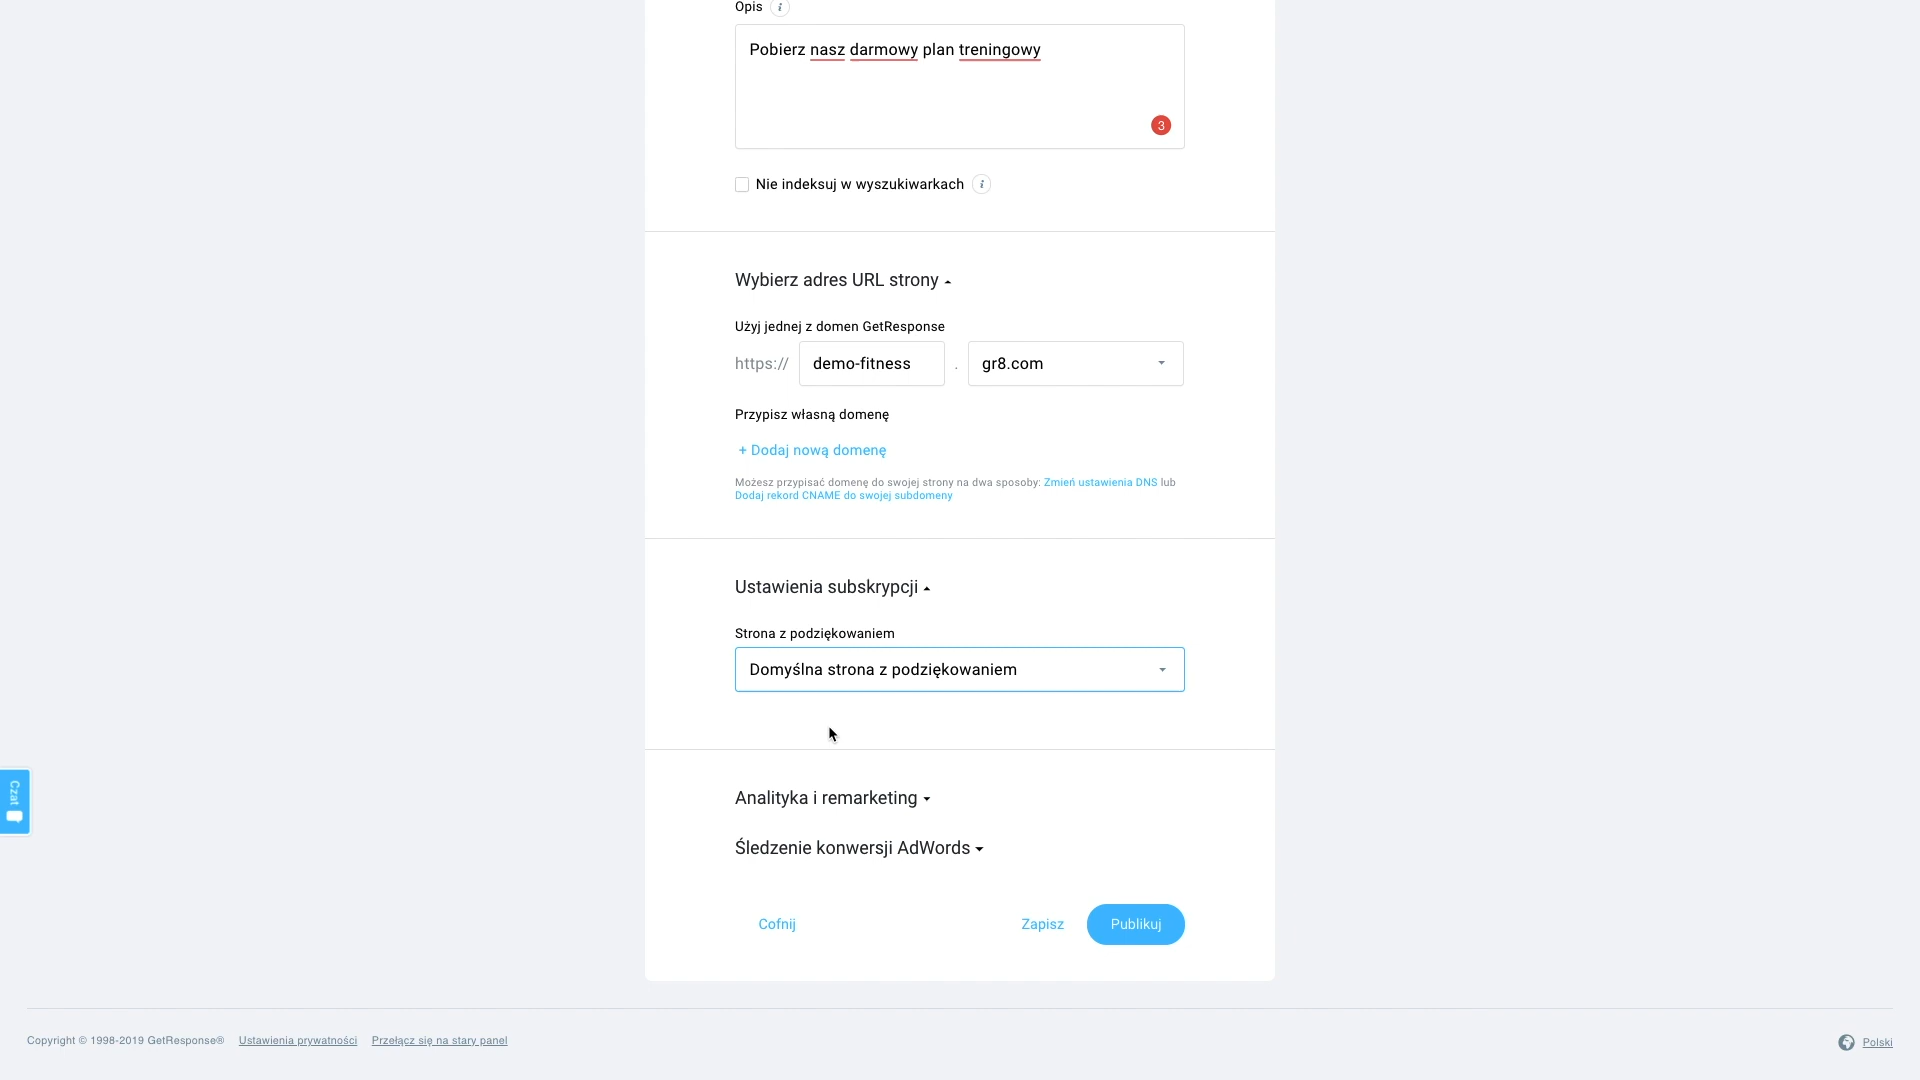 Opis i
Pobierz nasz darmowy plan treningowy
3
Nie indeksuj w wyszukiwarkach i
Wybierz adres URL strony
Użyj jednej z domen GetResponse
https:// demo-fitness . gr8.com
Przypisz własną domenę
+ Dodaj nową domenę
Możesz przypisać domenę do swojej strony na dwa sposoby: Zmień ustawienia DNS lub
Dodaj rekord CNAME do swojej subdomeny
Ustawienia subskrypcji
Strona z podziękowaniem
Domyślna strona z podziękowaniem
Czat
Analityka i remarketing
Śledzenie konwersji AdWords
Cofnij Zapisz Publikuj
Copyright © 1998-2019 GetResponse® Ustawienia prywatności Przełącz się na stary panel Polski